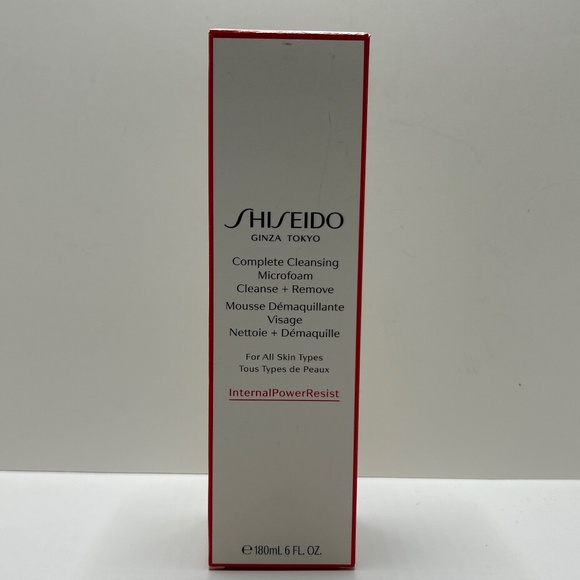 SHISEIDO
GINZA TOKYO
Complete Cleansing
Microfoam
Cleanse + Remove
Mousse Démaquillante
Visage
Nettoie + Démaquille
For All Skin Types
Tous Types de Peaux
InternalPowerResist
℮180mL 6 FL. OZ.